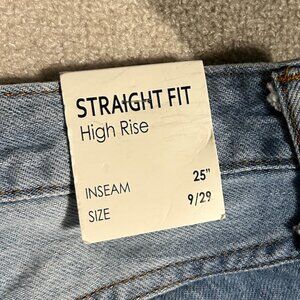 STRAIGHT FIT
High Rise
INSEAM 25"
SIZE 9/29